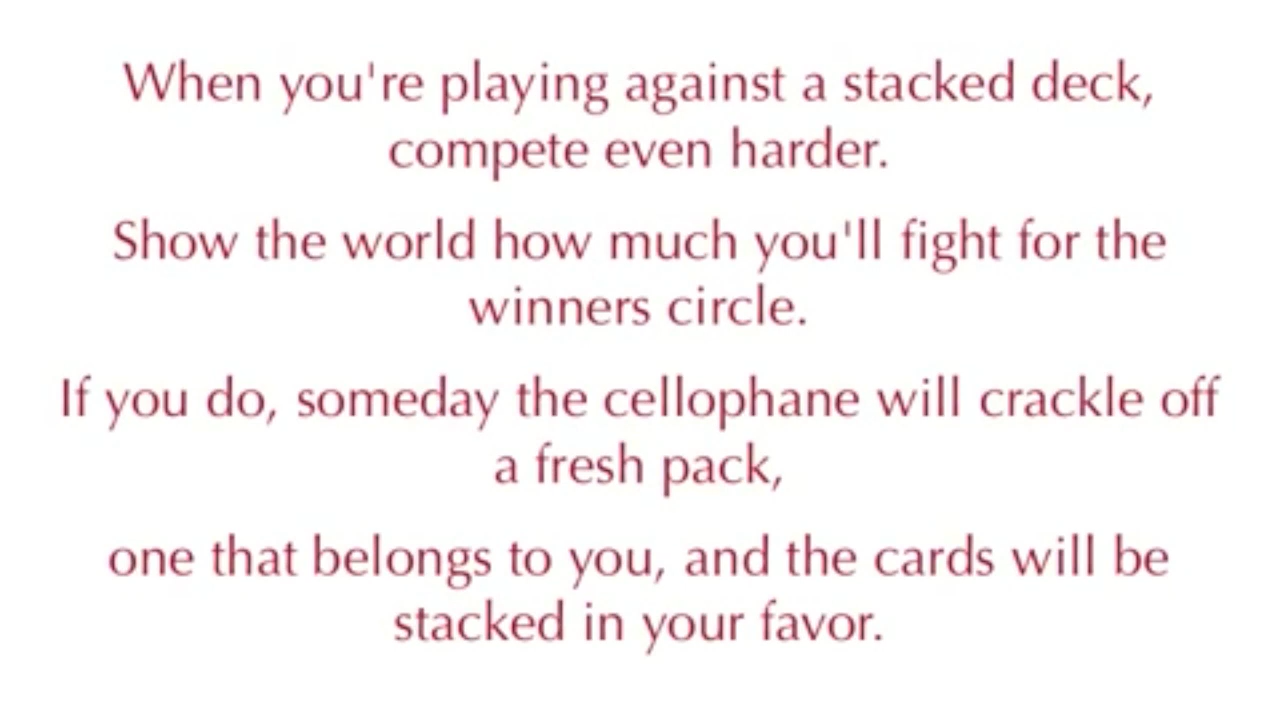 When you're playing against a stacked deck,
compete even harder.
Show the world how much you'll fight for the
winners circle.
If you do, someday the cellophane will crackle off
a fresh pack,
one that belongs to you, and the cards will be
stacked in your favor.